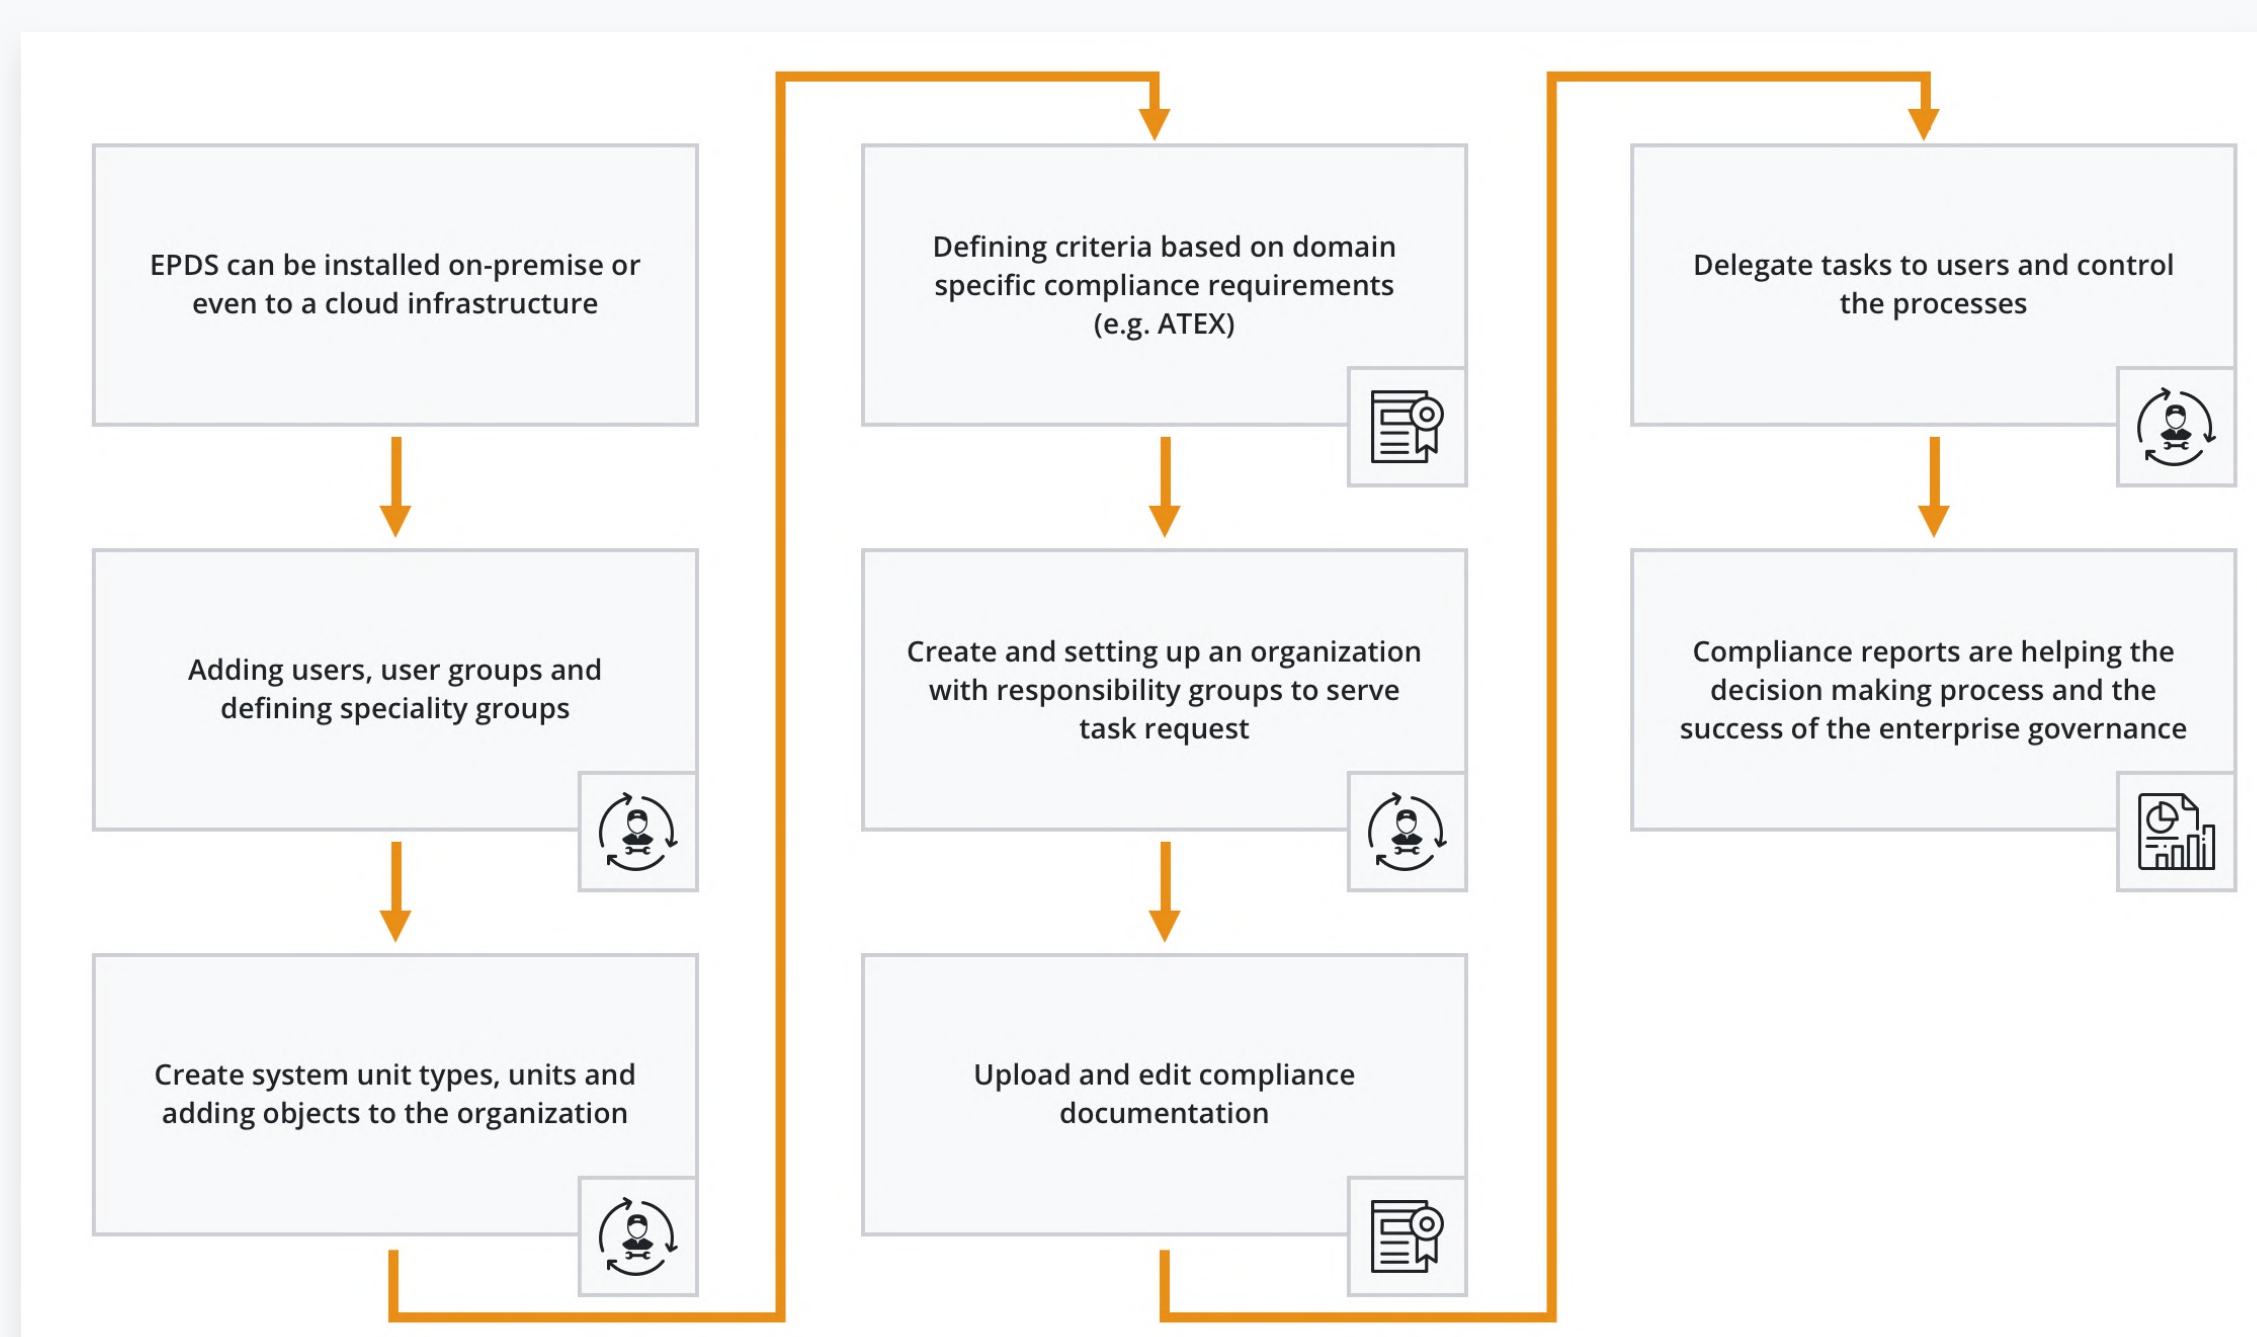 EPDS can be installed on-premise or
even to a cloud infrastructure
Adding users, user groups and
defining speciality groups
Create system unit types, units and
adding objects to the organization
Defining criteria based on domain
specific compliance requirements
(e.g. ATEX)
Create and setting up an organization
with responsibility groups to serve
task request
Upload and edit compliance
documentation
Delegate tasks to users and control
the processes
Compliance reports are helping the
decision making process and the
success of the enterprise governance